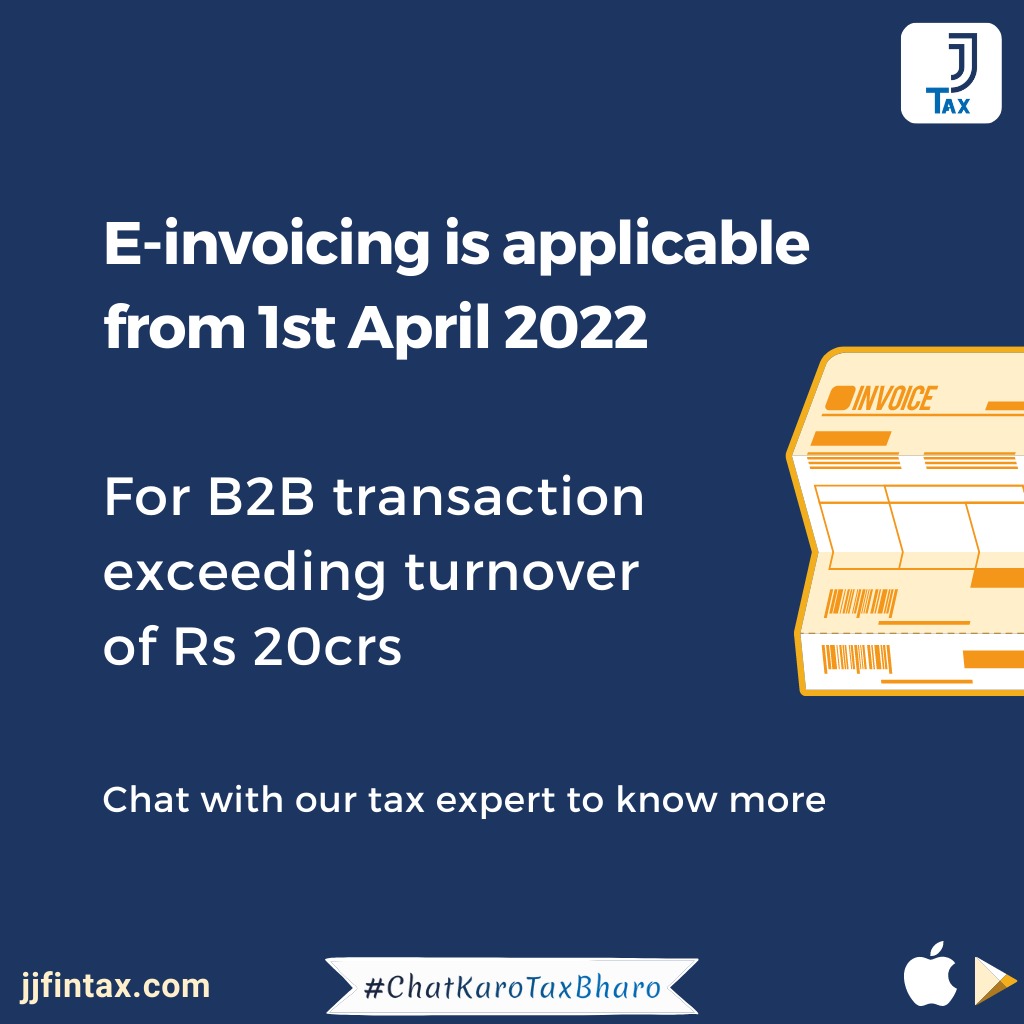 JJ
TAX
E-invoicing is applicable
from 1st April 2022
INVOICE
For B2B transaction
exceeding turnover
of Rs 20crs
Chat with our tax expert to know more
jjfintax.com
#ChatKaroTaxBharo